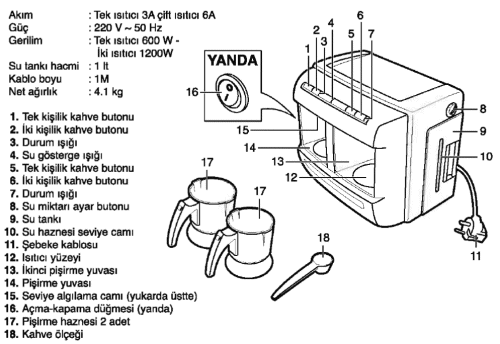 Akım : Tek ısıtıcı 3A çift ısıtıcı 6A
Güç : 220 V ~ 50 Hz
Gerilim : Tek ısıtıcı 600 W -
İki ısıtıcı 1200W
Su tankı hacmi : 1 lt
Kablo boyu : 1M
Net ağırlık : 4.1 kg
1. Tek kişilik kahve butonu
2. İki kişilik kahve butonu
3. Durum ışığı
4. Su gösterge ışığı
5. Tek kişilik kahve butonu
6. İki kişilik kahve butonu
7. Durum ışığı
8. Su miktarı ayar butonu
9. Su tankı
10. Su haznesi seviye camı
11. Şebeke kablosu
12. Isıtıcı yüzeyi
13. İkinci pişirme yuvası
14. Pişirme yuvası
15. Seviye algılama camı (yukarda üstte)
16. Açma-kapama düğmesi (yanda)
17. Pişirme haznesi 2 adet
18. Kahve ölçeği
YANDA
16
1
2
3
4
5
6
7
8
9
10
11
15
14
13
12
17
17
18